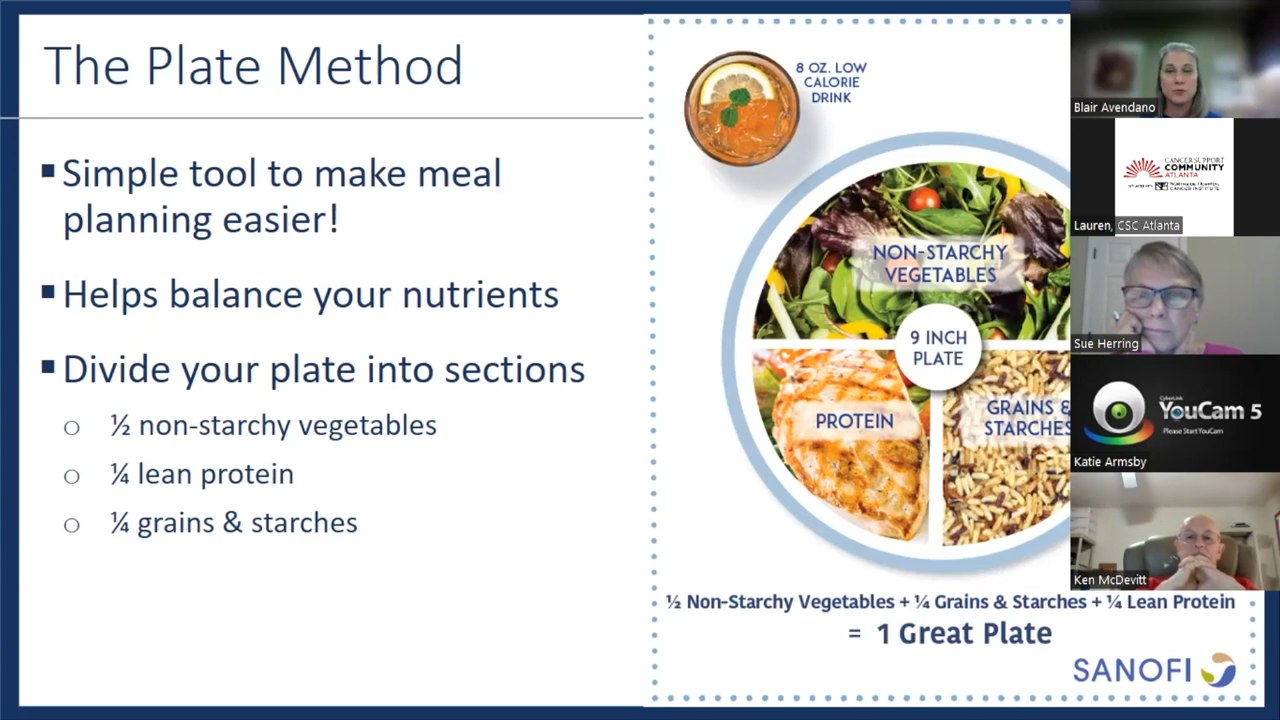 The Plate Method
▪ Simple tool to make meal
planning easier!
▪ Helps balance your nutrients
▪ Divide your plate into sections
○ ½ non-starchy vegetables
○ ¼ lean protein
○ ¼ grains & starches
8 OZ. LOW
CALORIE
DRINK
NON-STARCHY
VEGETABLES
9 INCH
PLATE
PROTEIN
GRAINS &
STARCHES
½ Non-Starchy Vegetables + ¼ Grains & Starches + ¼ Lean Protein
= 1 Great Plate
SANOFI
Blair Avendano
CANCER SUPPORT
COMMUNITY
ATLANTA
Lauren, CSC Atlanta
Sue Herring
CyberLink
YouCam 5
Please Start YouCam
Katie Armsby
Ken McDevitt